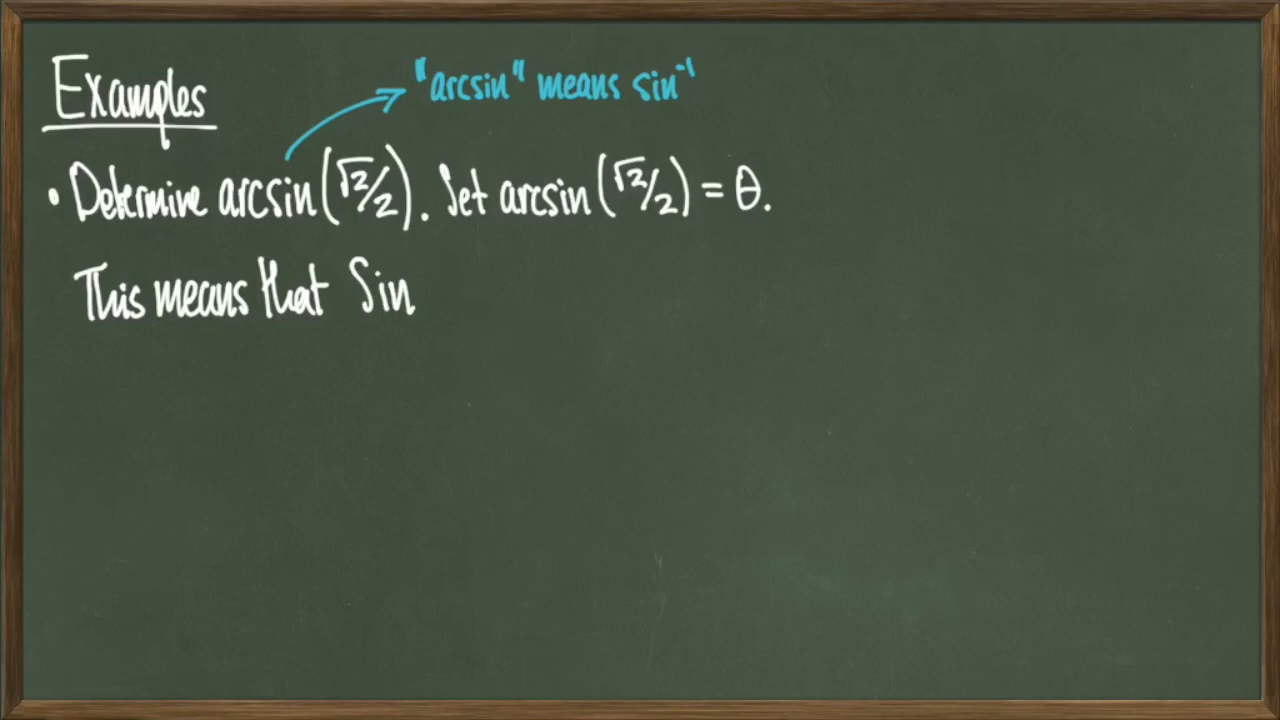 Examples
"arcsin" means sin⁻¹
• Determine arcsin(√2/2). Set arcsin(√2/2) = θ.
This means that Sin